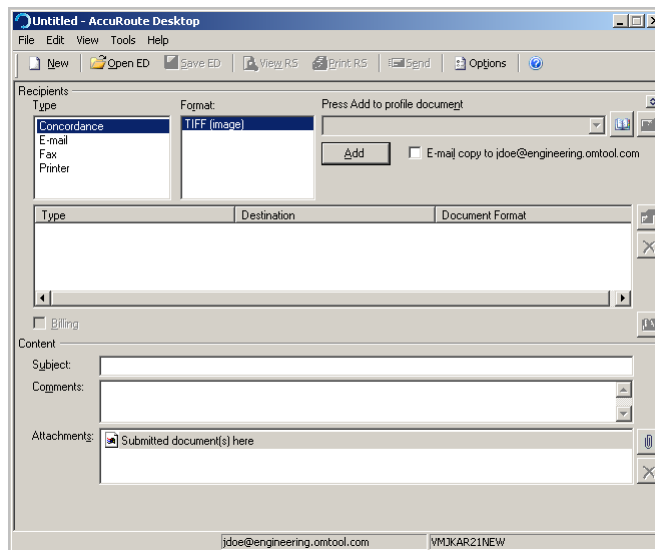 Untitled - AccuRoute Desktop
File Edit View Tools Help
New Open ED Save ED View RS Print RS Send Options
Recipients
Type Format: Press Add to profile document
Concordance TIFF (image)
E-mail
Fax
Printer
Add E-mail copy to jdoe@engineering.omtool.com
Type Destination Document Format
Billing
Content
Subject:
Comments:
Attachments: Submitted document(s) here
jdoe@engineering.omtool.com VMJKAR21NEW